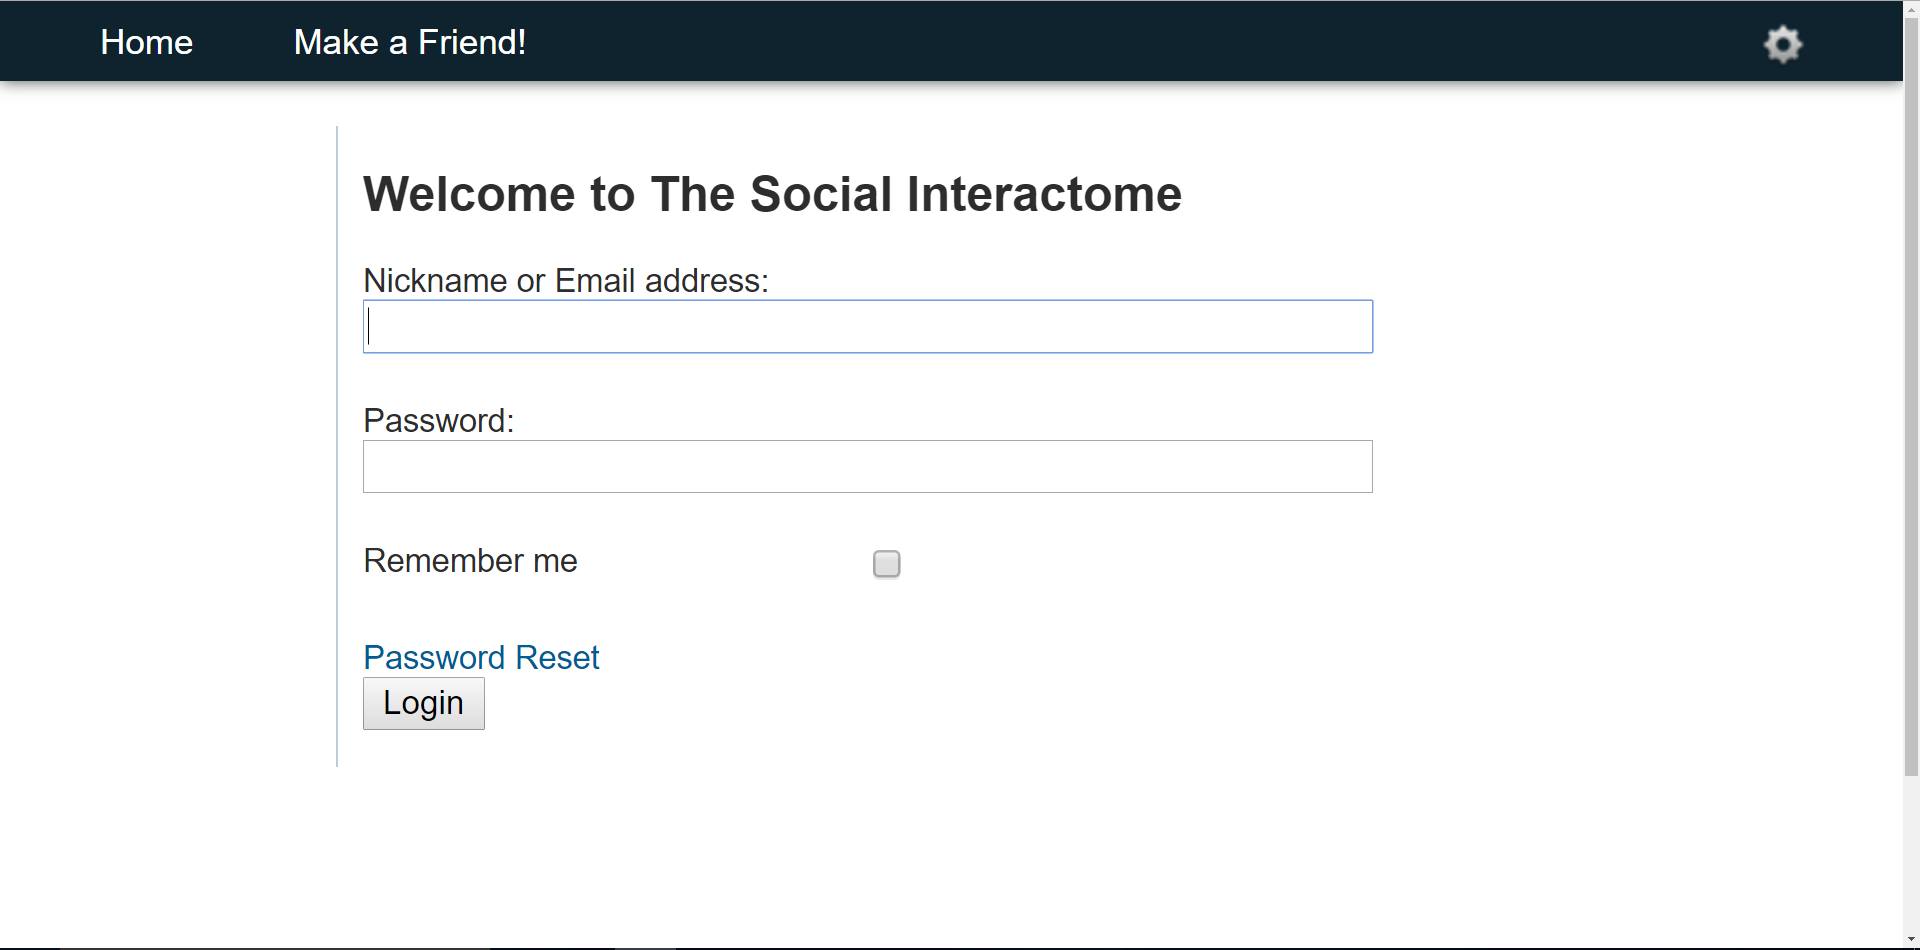 Home Make a Friend!
Welcome to The Social Interactome
Nickname or Email address:
Password:
Remember me
Password Reset
Login